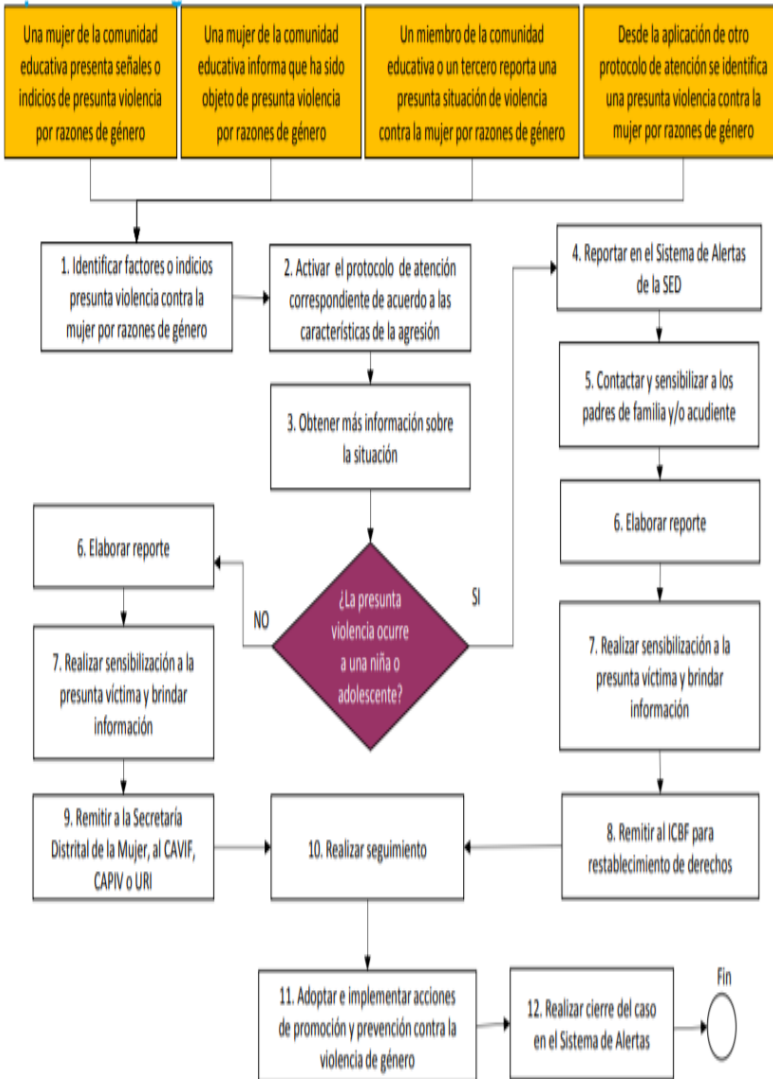 Una mujer de la comunidad
educativa presenta señales o
indicios de presunta violencia
por razones de género
Una mujer de la comunidad
educativa informa que ha sido
objeto de presunta violencia
por razones de género
Un miembro de la comunidad
educativa o un tercero reporta una
presunta situación de violencia
contra la mujer por razones de género
Desde la aplicación de otro
protocolo de atención se identifica
una presunta violencia contra la
mujer por razones de género
1. Identificar factores o indicios
presunta violencia contra la
mujer por razones de género
2. Activar el protocolo de atención
correspondiente de acuerdo a las
características de la agresión
3. Obtener más información sobre
la situación
¿La presunta
violencia ocurre
a una niña o
adolescente?
NO
SI
4. Reportar en el Sistema de Alertas
de la SED
5. Contactar y sensibilizar a los
padres de familia y/o acudiente
6. Elaborar reporte
7. Realizar sensibilización a la
presunta víctima y brindar
información
8. Remitir al ICBF para
restablecimiento de derechos
6. Elaborar reporte
7. Realizar sensibilización a la
presunta víctima y brindar
información
9. Remitir a la Secretaría
Distrital de la Mujer, al CAVIF,
CAPIV o URI
10. Realizar seguimiento
11. Adoptar e implementar acciones
de promoción y prevención contra la
violencia de género
12. Realizar cierre del caso
en el Sistema de Alertas
Fin